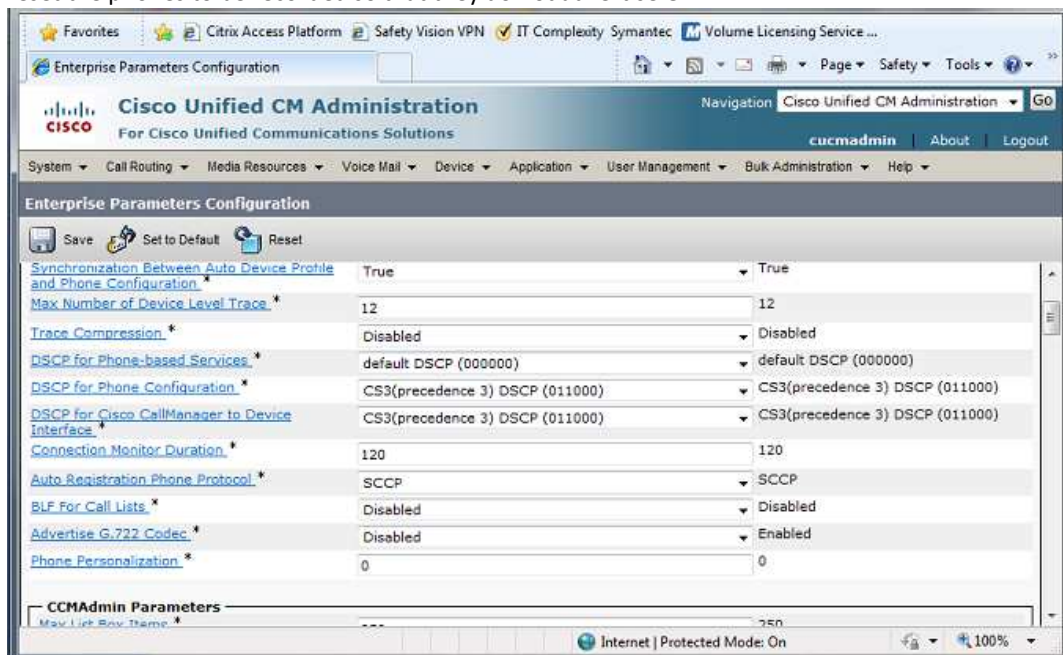 Favorites Citrix Access Platform Safety Vision VPN IT Complexity Symantec Volume Licensing Service ...
Enterprise Parameters Configuration Page Safety Tools
cisco Cisco Unified CM Administration Navigation Cisco Unified CM Administration Go
For Cisco Unified Communications Solutions cucmadmin About Logout
System Call Routing Media Resources Voice Mail Device Application User Management Bulk Administration Help
Enterprise Parameters Configuration
Save Set to Default Reset
Synchronization Between Auto Device Profile and Phone Configuration * True True
Max Number of Device Level Trace * 12 12
Trace Compression * Disabled Disabled
DSCP for Phone-based Services * default DSCP (000000) default DSCP (000000)
DSCP for Phone Configuration * CS3(precedence 3) DSCP (011000) CS3(precedence 3) DSCP (011000)
DSCP for Cisco CallManager to Device Interface * CS3(precedence 3) DSCP (011000) CS3(precedence 3) DSCP (011000)
Connection Monitor Duration * 120 120
Auto Registration Phone Protocol * SCCP SCCP
BLF For Call Lists * Disabled Disabled
Advertise G.722 Codec * Disabled Enabled
Phone Personalization * 0 0
CCMAdmin Parameters
Max List Box Items * 250
Internet | Protected Mode: On 100%